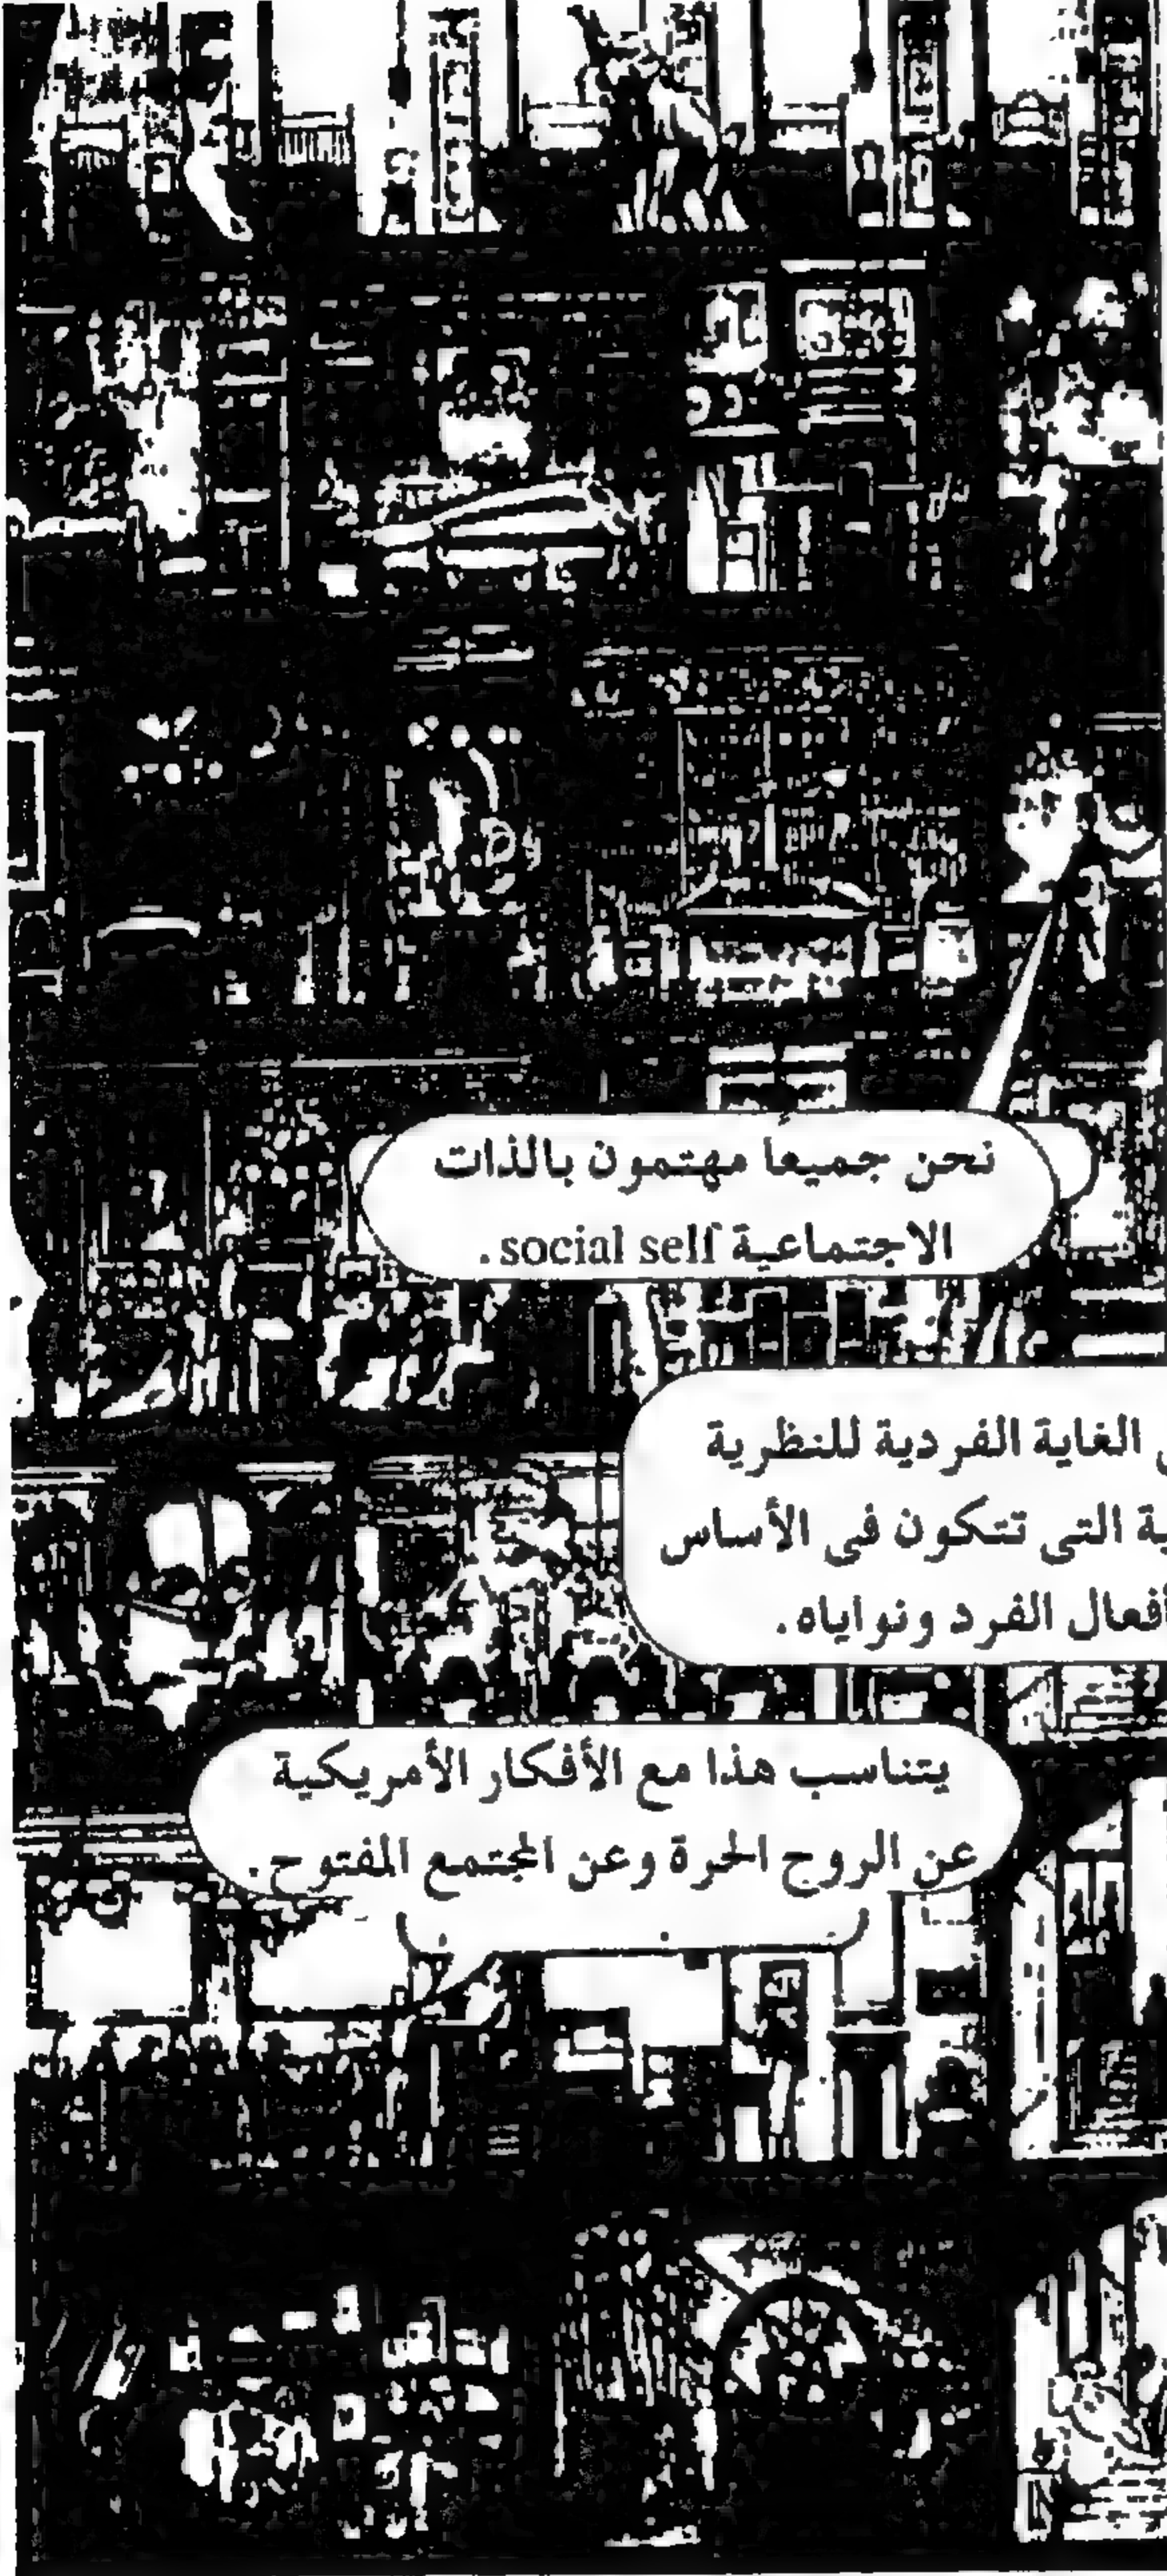 نحن جميعاً مهتمون بالذات
الاجتماعية social self.
الغاية الفردية للنظرية
التى تتكون فى الأساس
أفعال الفرد ونواياه.
يتناسب هذا مع الأفكار الأمريكية
عن الروح الحرة وعن المجتمع المفتوح.